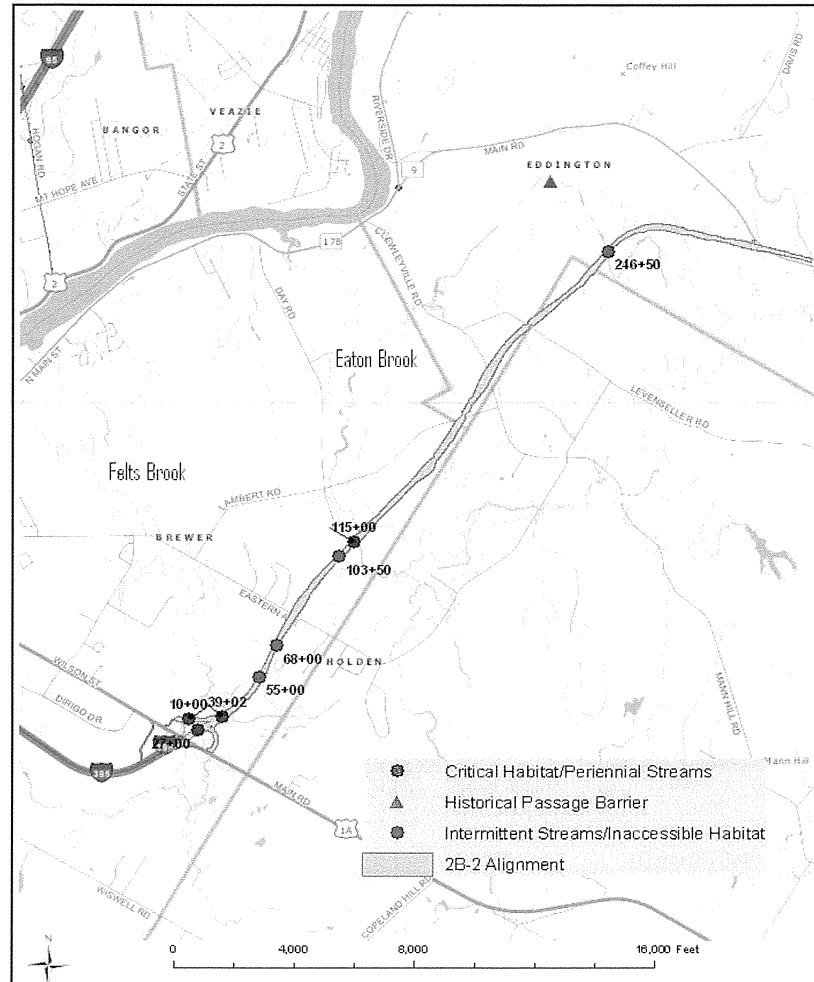 95
Coffey Hill
DAVIS RD
HOGAN RD
BANGOR
VEAZIE
2
STATE ST
RIVERSIDE DR
MAIN RD
9
EDDINGTON
MT HOPE AVE
178
CLEWLEYVILLE RD
246+50
2
DAY RD
N MAIN ST
Eaton Brook
LEVENSELLER RD
Felts Brook
LAMBERT RD
BREWER
115+00
103+50
EASTERN AVE
68+00
HOLDEN
WILSON ST
55+00
10+00
39+02
DIRIGO DR
27+00
MANN HILL RD
Mann Hill
395
MAIN RD
1A
Critical Habitat/Periennial Streams
Historical Passage Barrier
Intermittent Streams/Inaccessible Habitat
2B-2 Alignment
WISWELL RD
COPELAND HILL RD
N
0 4,000 8,000 16,000 Feet